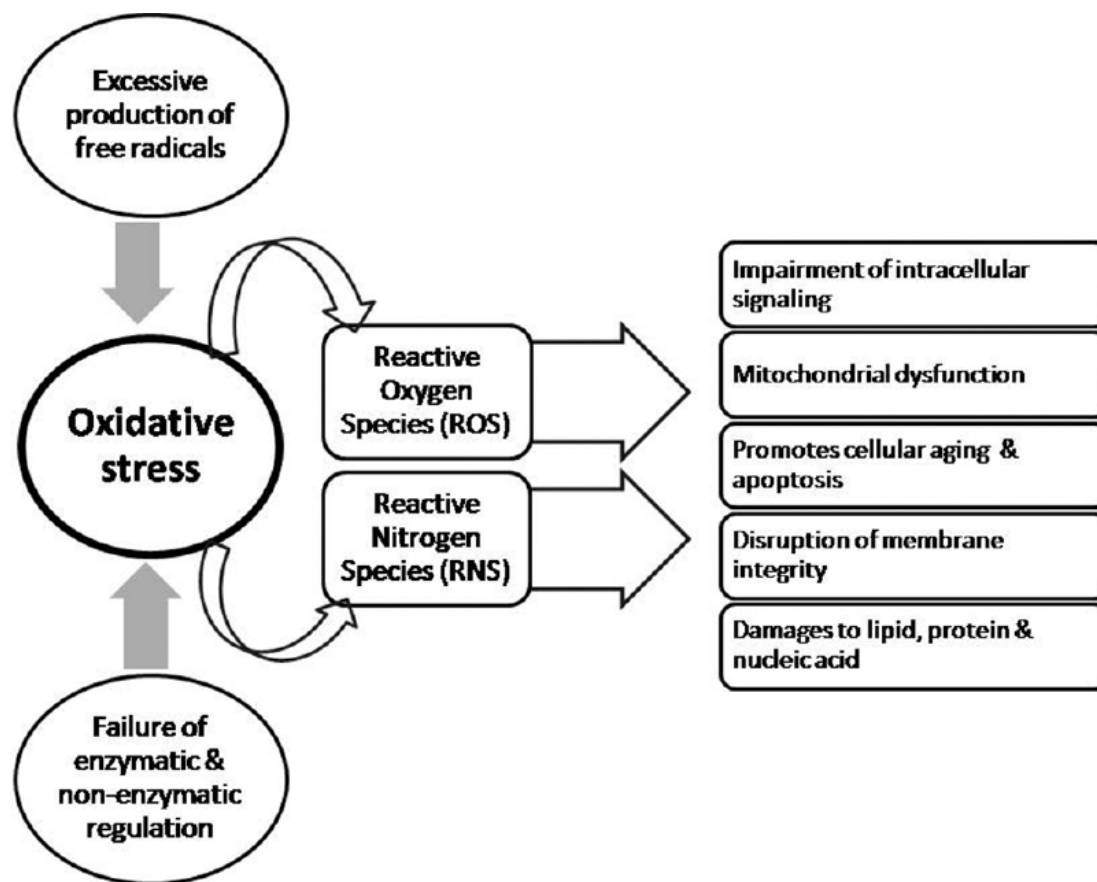 Excessive
production of
free radicals
Oxidative
stress
Failure of
enzymatic &
non-enzymatic
regulation
Reactive
Oxygen
Species (ROS)
Reactive
Nitrogen
Species (RNS)
Impairment of intracellular
signaling
Mitochondrial dysfunction
Promotes cellular aging &
apoptosis
Disruption of membrane
integrity
Damages to lipid, protein &
nucleic acid